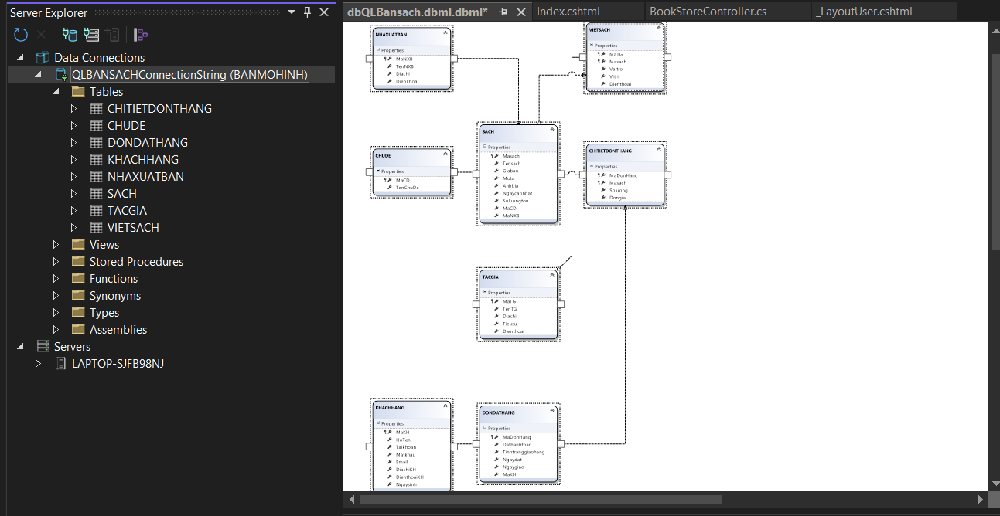 Server Explorer
Data Connections
QLBANSACHConnectionString (BANMOHINH)
Tables
CHITIETDONTHANG
CHUDE
DONDATHANG
KHACHHANG
NHAXUATBAN
SACH
TACGIA
VIETSACH
Views
Stored Procedures
Functions
Synonyms
Types
Assemblies
Servers
LAPTOP-SJFB98NJ
dbQLBansach.dbml.dbml*
Index.cshtml
BookStoreController.cs
_LayoutUser.cshtml
NHAXUATBAN
Properties
MaNXB
TenNXB
Diachi
DienThoai
VIETSACH
Properties
MaTG
Masach
Vaitro
Vitri
Dienthoai
SACH
Properties
Masach
Tensach
Giaban
Mota
Anhbia
Ngaycapnhat
Soluongton
MaCD
MaNXB
CHUDE
Properties
MaCD
TenChuDe
CHITIETDONTHANG
Properties
MaDonHang
Masach
Soluong
Dongia
TACGIA
Properties
MaTG
TenTG
Diachi
Tieusu
Dienthoai
KHACHHANG
Properties
MaKH
HoTen
Taikhoan
Matkhau
Email
DiachiKH
DienthoaiKH
Ngaysinh
DONDATHANG
Properties
MaDonHang
Dathanhtoan
Tinhtranggiaohang
Ngaydat
Ngaygiao
MaKH